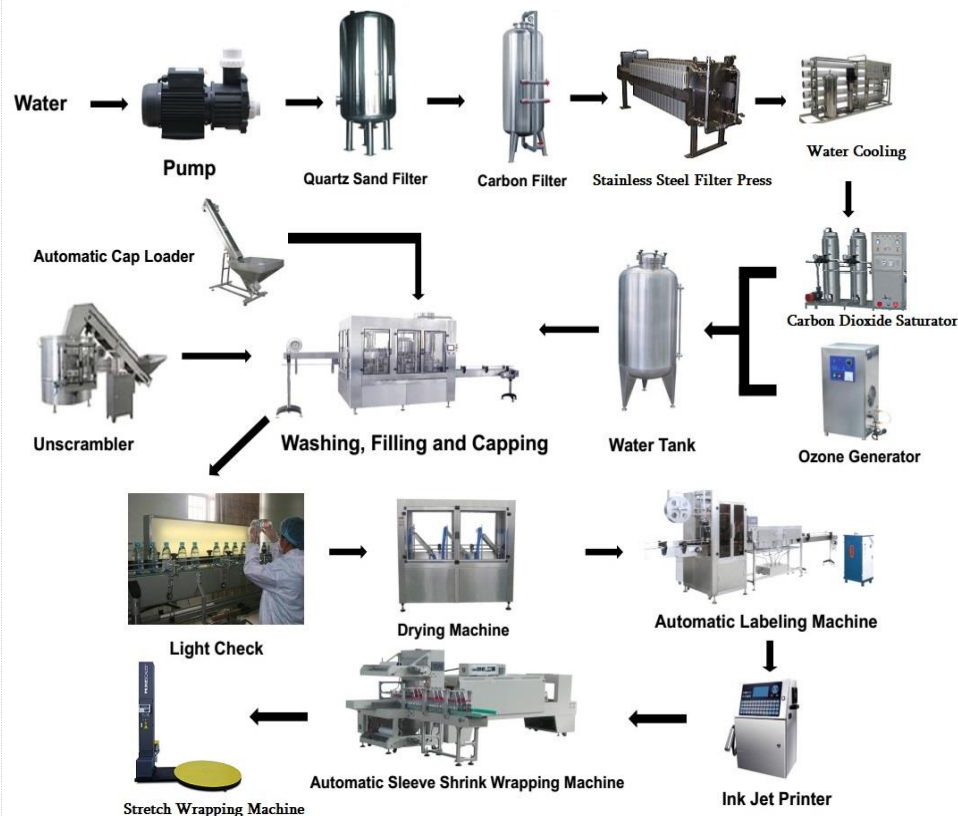 Water
Pump
Quartz Sand Filter
Carbon Filter
Stainless Steel Filter Press
Water Cooling
Automatic Cap Loader
Carbon Dioxide Saturator
Unscrambler
Washing, Filling and Capping
Water Tank
Ozone Generator
Light Check
Drying Machine
Automatic Labeling Machine
Stretch Wrapping Machine
Automatic Sleeve Shrink Wrapping Machine
Ink Jet Printer